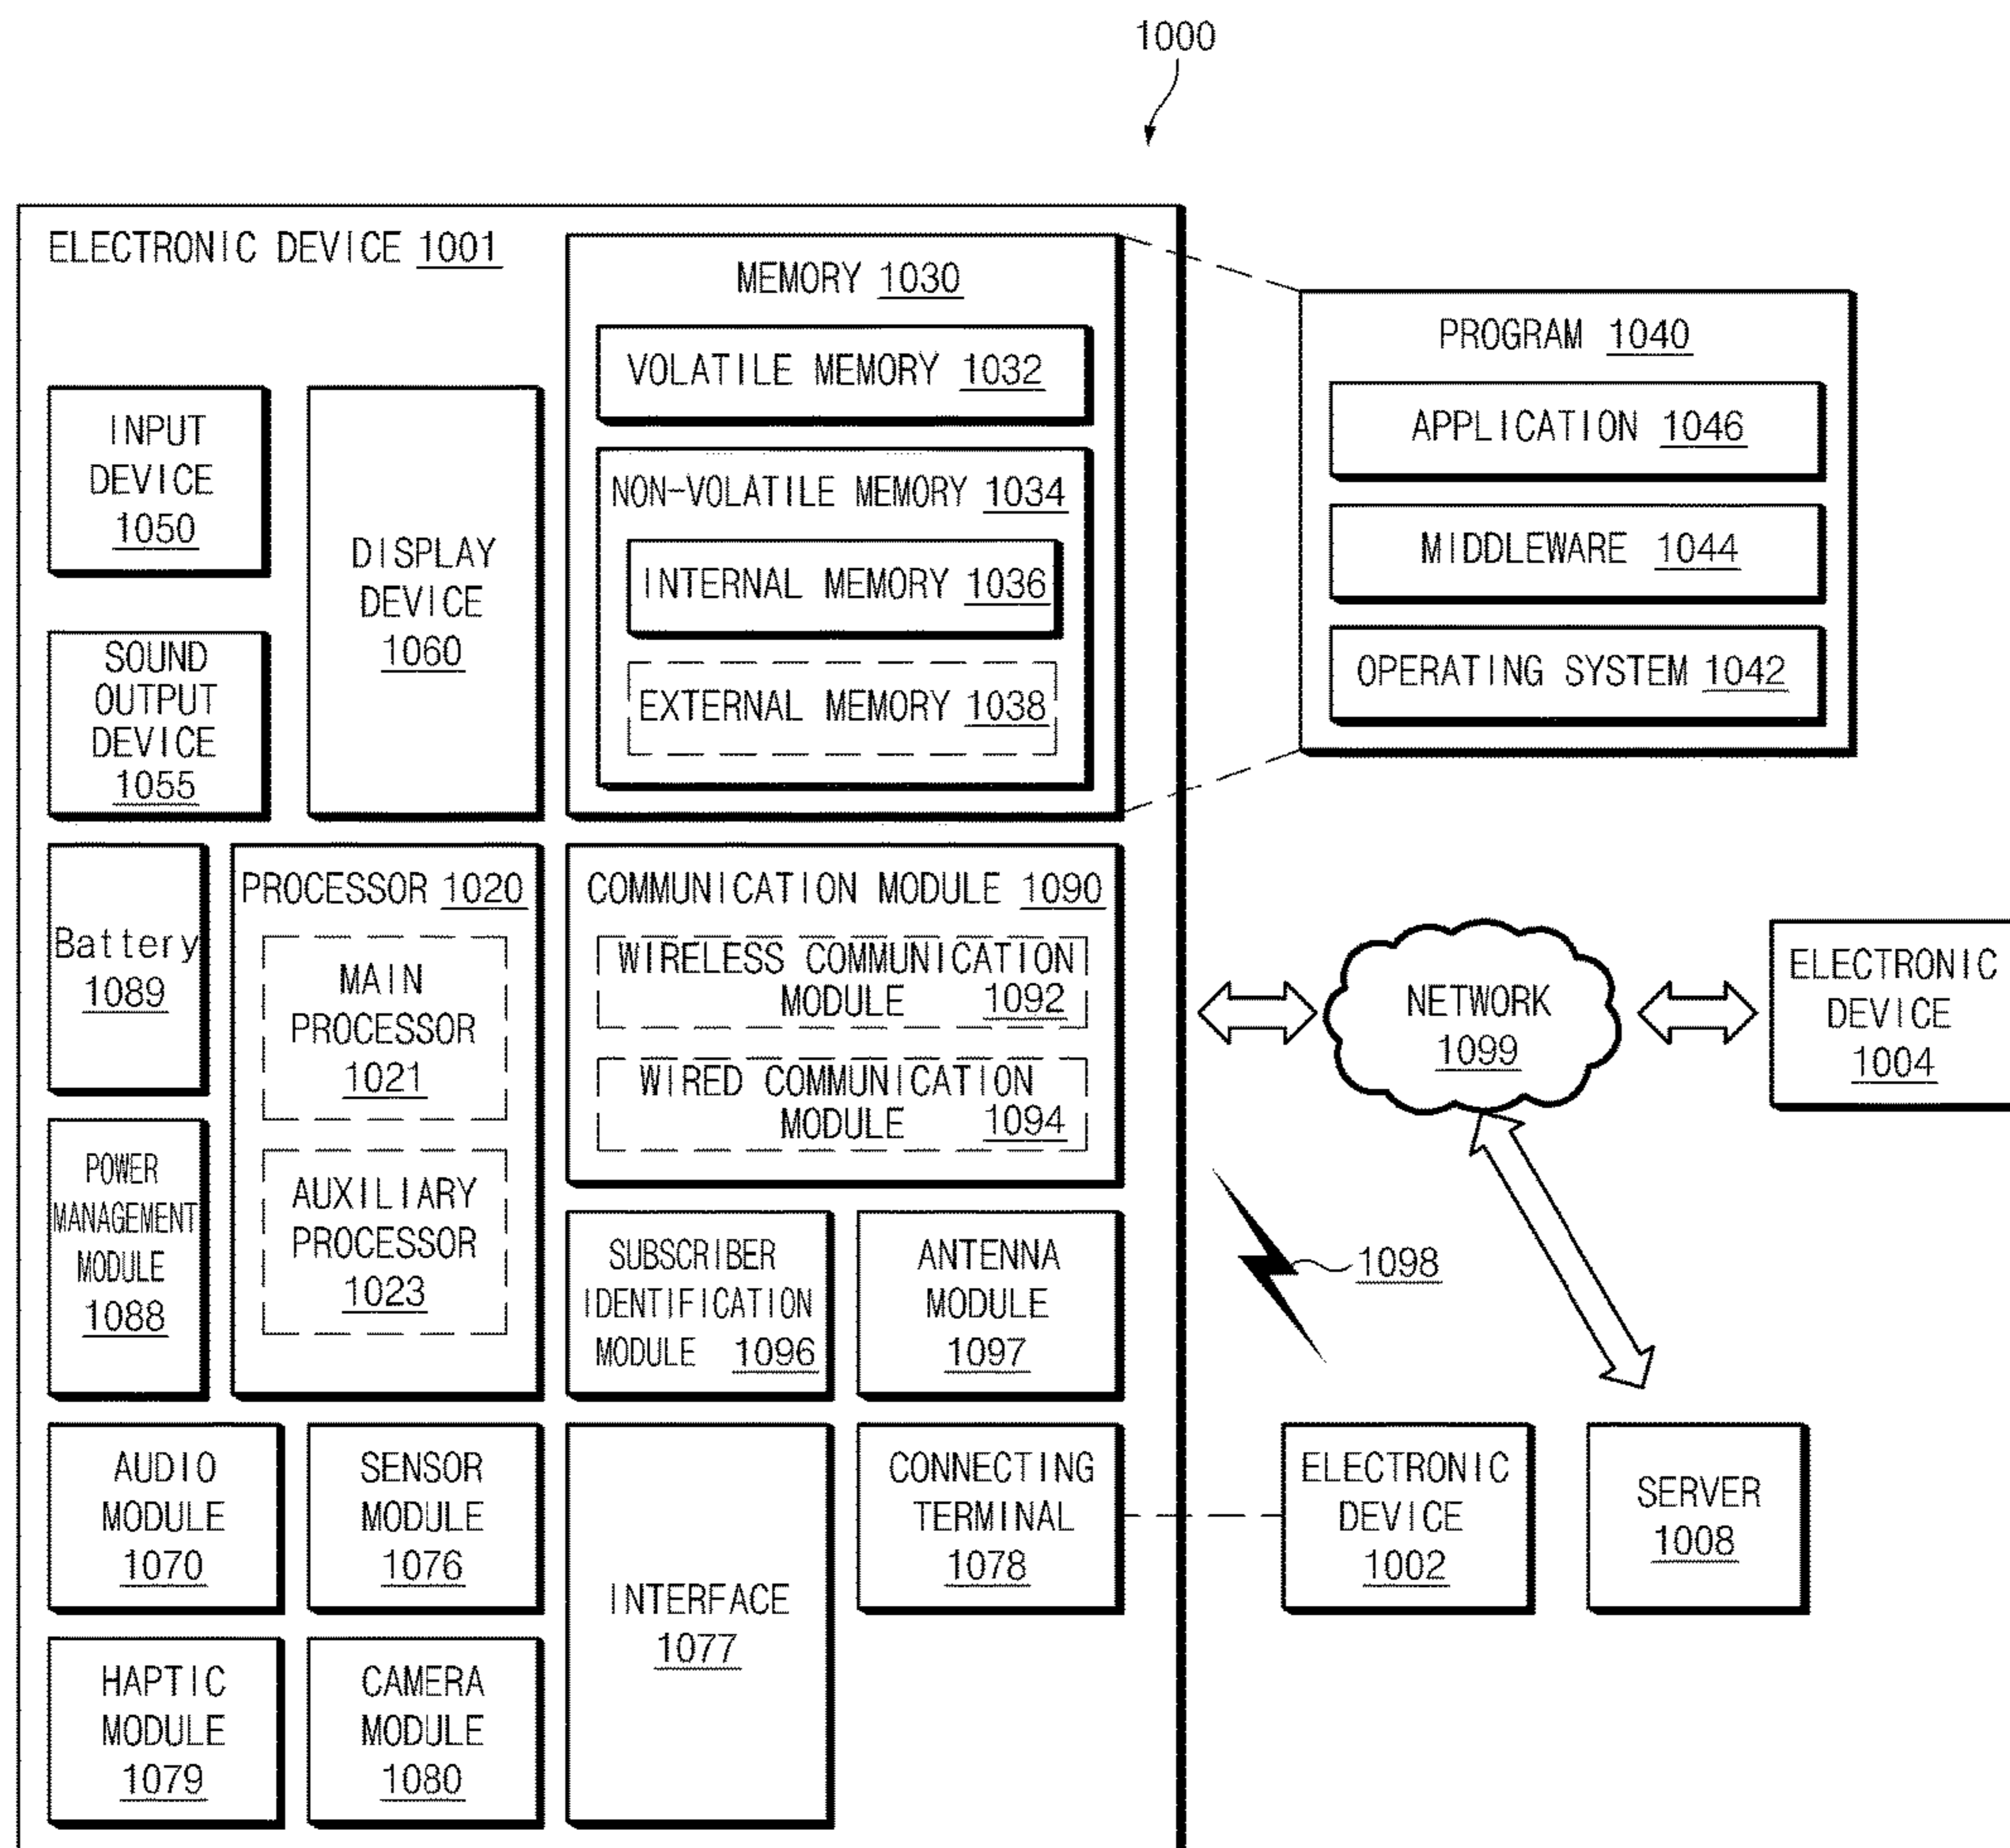 1000
ELECTRONIC DEVICE 1001
INPUT
DEVICE
1050
SOUND
OUTPUT
DEVICE
1055
DISPLAY
DEVICE
1060
MEMORY 1030
VOLATILE MEMORY 1032
NON-VOLATILE MEMORY 1034
INTERNAL MEMORY 1036
EXTERNAL MEMORY 1038
PROGRAM 1040
APPLICATION 1046
MIDDLEWARE 1044
OPERATING SYSTEM 1042
Battery
1089
POWER
MANAGEMENT
MODULE
1088
PROCESSOR 1020
MAIN
PROCESSOR
1021
AUXILIARY
PROCESSOR
1023
COMMUNICATION MODULE 1090
WIRELESS COMMUNICATION
MODULE 1092
WIRED COMMUNICATION
MODULE 1094
SUBSCRIBER
IDENTIFICATION
MODULE 1096
ANTENNA
MODULE
1097
NETWORK
1099
ELECTRONIC
DEVICE
1004
1098
AUDIO
MODULE
1070
SENSOR
MODULE
1076
INTERFACE
1077
CONNECTING
TERMINAL
1078
ELECTRONIC
DEVICE
1002
SERVER
1008
HAPTIC
MODULE
1079
CAMERA
MODULE
1080